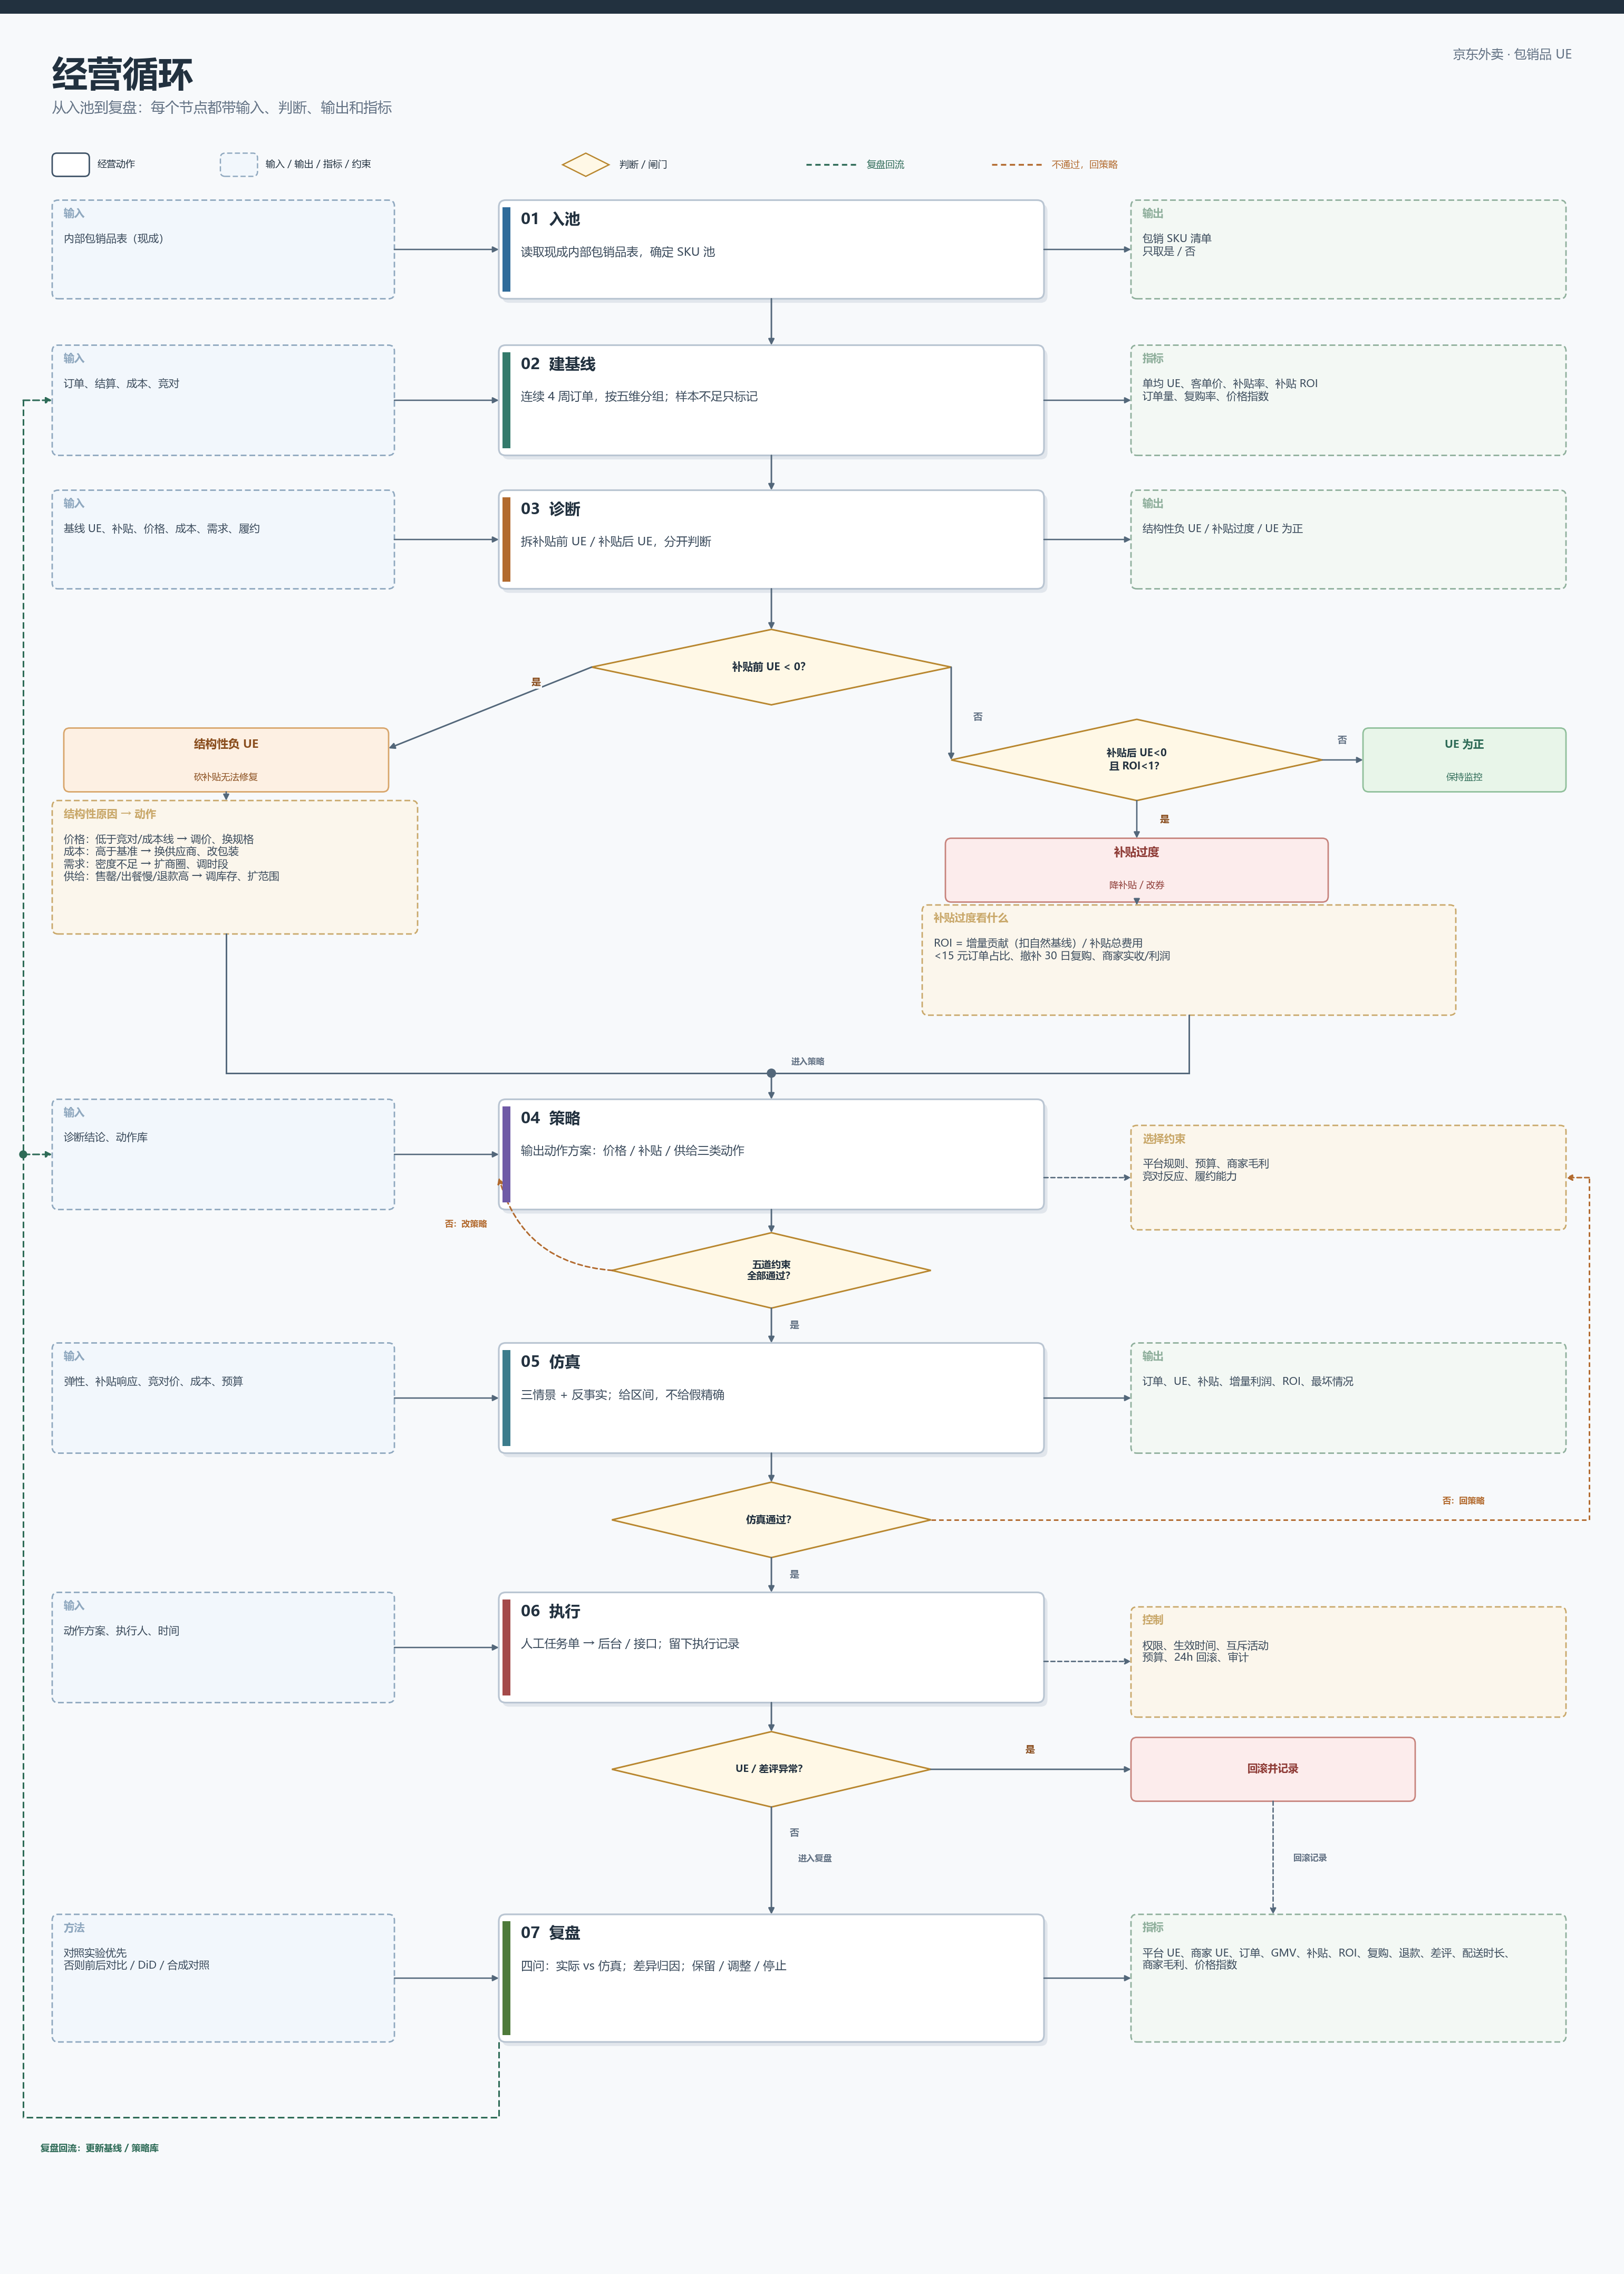 经营循环
京东外卖 · 包销品 UE
从入池到复盘：每个节点都带输入、判断、输出和指标
经营动作
输入 / 输出 / 指标 / 约束
判断 / 闸门
复盘回流
不通过，回策略
输入
内部包销品表（现成）
01 入池
读取现成内部包销品表，确定 SKU 池
输出
包销 SKU 清单
只取是 / 否
输入
订单、结算、成本、竞对
02 建基线
连续 4 周订单，按五维分组；样本不足只标记
指标
单均 UE、客单价、补贴率、补贴 ROI
订单量、复购率、价格指数
输入
基线 UE、补贴、价格、成本、需求、履约
03 诊断
拆补贴前 UE / 补贴后 UE，分开判断
输出
结构性负 UE / 补贴过度 / UE 为正
补贴前 UE < 0?
是
否
结构性负 UE
砍补贴无法修复
补贴后 UE<0
且 ROI<1?
否
UE 为正
保持监控
结构性原因 → 动作
价格：低于竞对/成本线 → 调价、换规格
成本：高于基准 → 换供应商、改包装
需求：密度不足 → 扩商圈、调时段
供给：售罄/出餐慢/退款高 → 调库存、扩范围
是
补贴过度
降补贴 / 改券
补贴过度看什么
ROI = 增量贡献（扣自然基线）/ 补贴总费用
<15 元订单占比、撤补 30 日复购、商家实收/利润
进入策略
输入
诊断结论、动作库
04 策略
输出动作方案：价格 / 补贴 / 供给三类动作
选择约束
平台规则、预算、商家毛利
竞对反应、履约能力
否：改策略
五道约束
全部通过?
是
输入
弹性、补贴响应、竞对价、成本、预算
05 仿真
三情景 + 反事实；给区间，不给假精确
输出
订单、UE、补贴、增量利润、ROI、最坏情况
仿真通过?
否：回策略
是
输入
动作方案、执行人、时间
06 执行
人工任务单 → 后台 / 接口；留下执行记录
控制
权限、生效时间、互斥活动
预算、24h 回滚、审计
UE / 差评异常?
是
回滚并记录
否
进入复盘
回滚记录
方法
对照实验优先
否则前后对比 / DiD / 合成对照
07 复盘
四问：实际 vs 仿真；差异归因；保留 / 调整 / 停止
指标
平台 UE、商家 UE、订单、GMV、补贴、ROI、复购、退款、差评、配送时长、
商家毛利、价格指数
复盘回流：更新基线 / 策略库